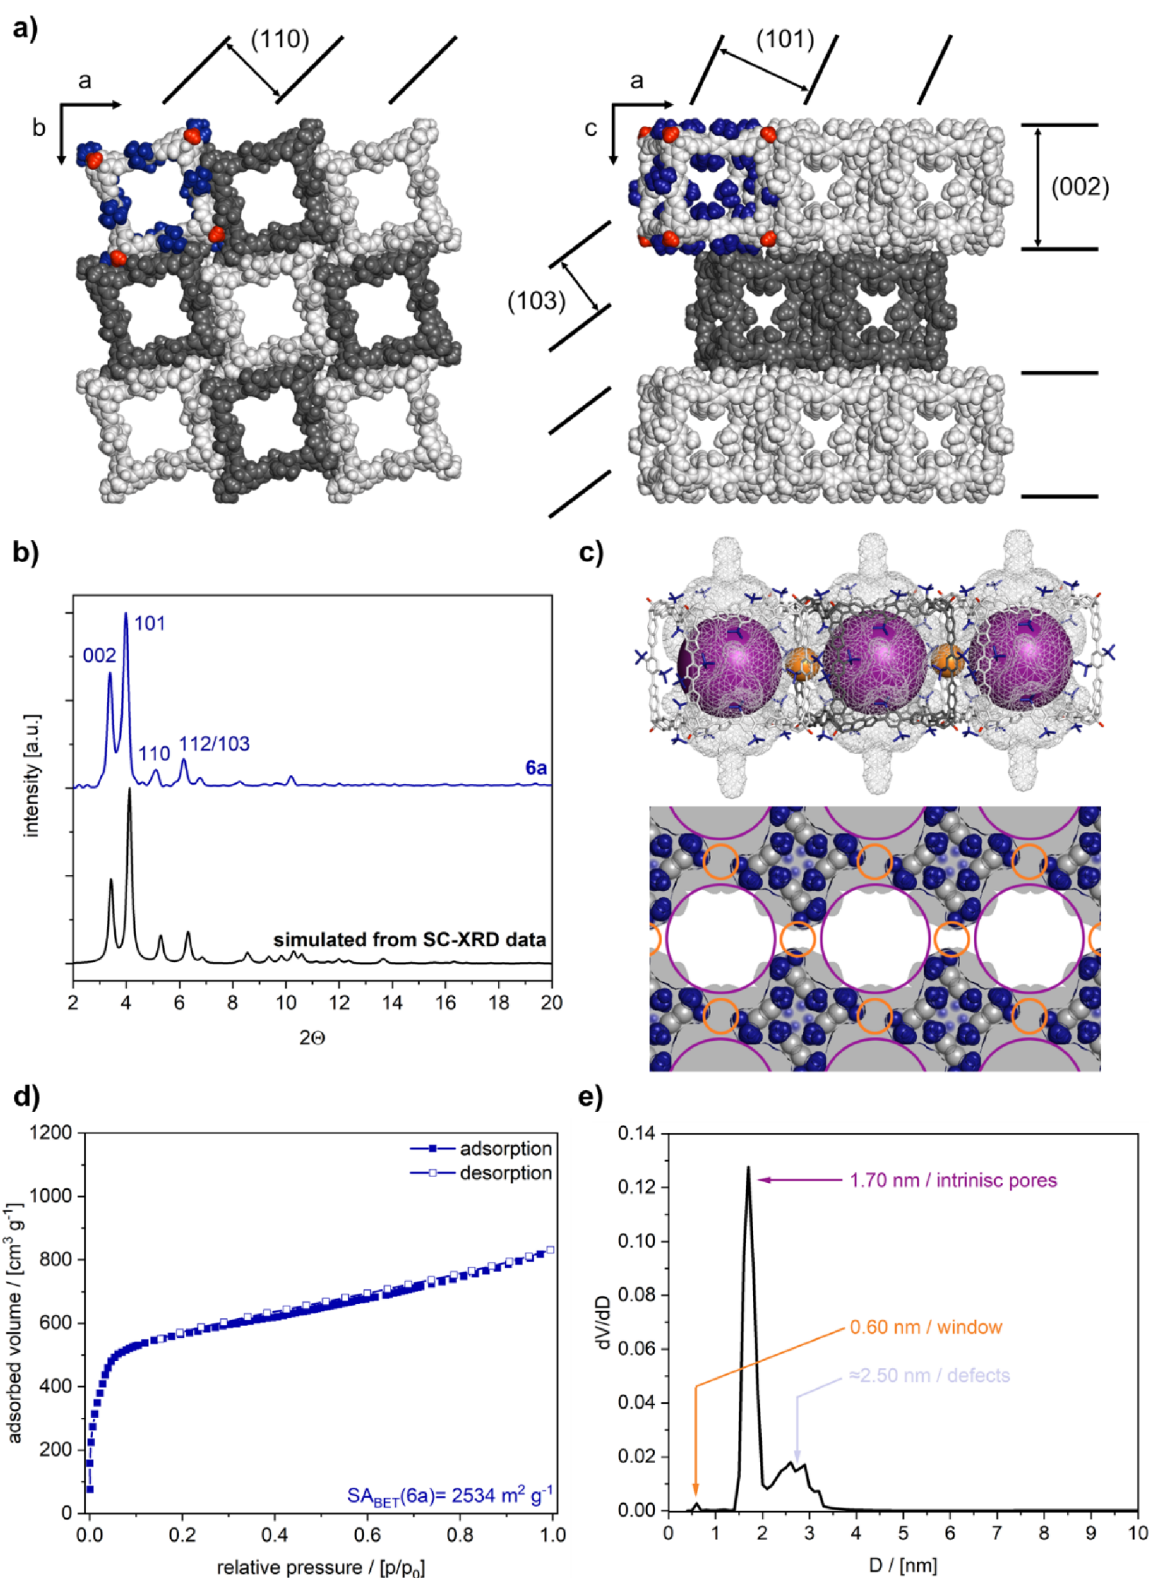 a)
(110)
a
b
(101)
a
c
(002)
(103)
b)
101
002
110
112/103
6a
simulated from SC-XRD data
intensity [a.u.]
2 4 6 8 10 12 14 16 18 20
2Θ
c)
d)
1200
1000
800
600
400
200
0
adsorption
desorption
adsorbed volume / [cm³ g⁻¹]
SA_BET(6a)= 2534 m² g⁻¹
0.0 0.2 0.4 0.6 0.8 1.0
relative pressure / [p/p₀]
e)
0.14
0.12
0.10
0.08
0.06
0.04
0.02
0.00
dV/dD
1.70 nm / intrinisc pores
0.60 nm / window
≈2.50 nm / defects
0 1 2 3 4 5 6 7 8 9 10
D / [nm]